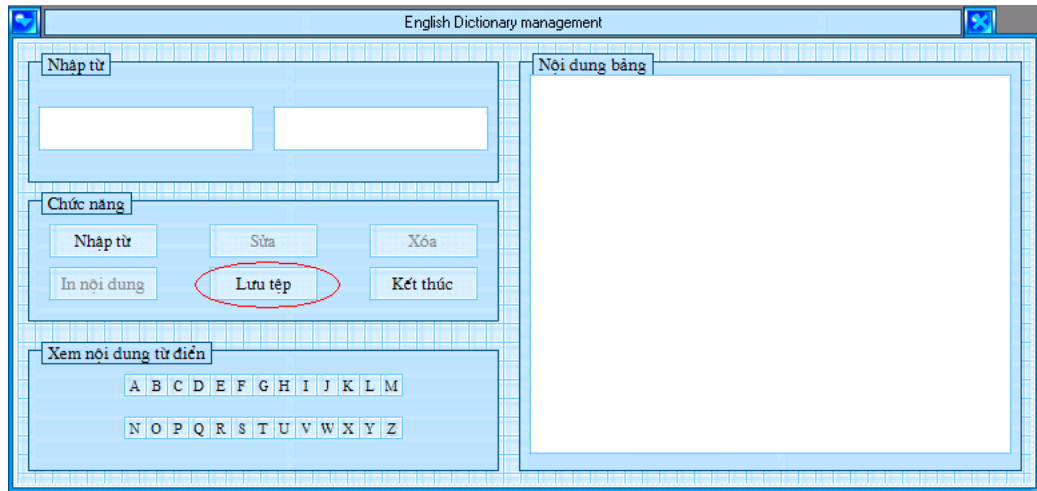 English Dictionary management
Nhập từ
Nội dung bảng
Chức năng
Nhập từ Sửa Xóa
In nội dung Lưu tệp Kết thúc
Xem nội dung từ điển
A B C D E F G H I J K L M
N O P Q R S T U V W X Y Z